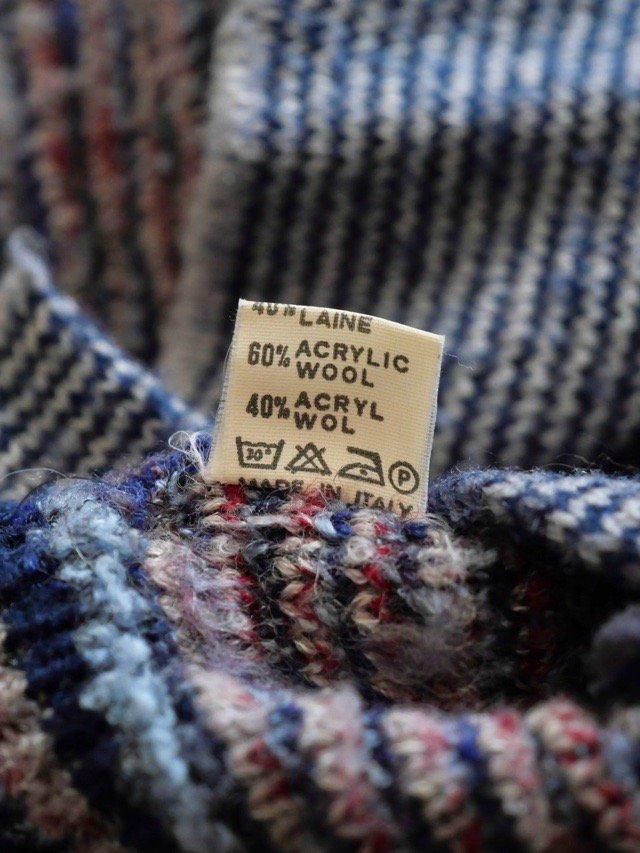 40% LAINE
60% ACRYLIC
WOOL
40% ACRYL
WOL
30° P
MADE IN ITALY